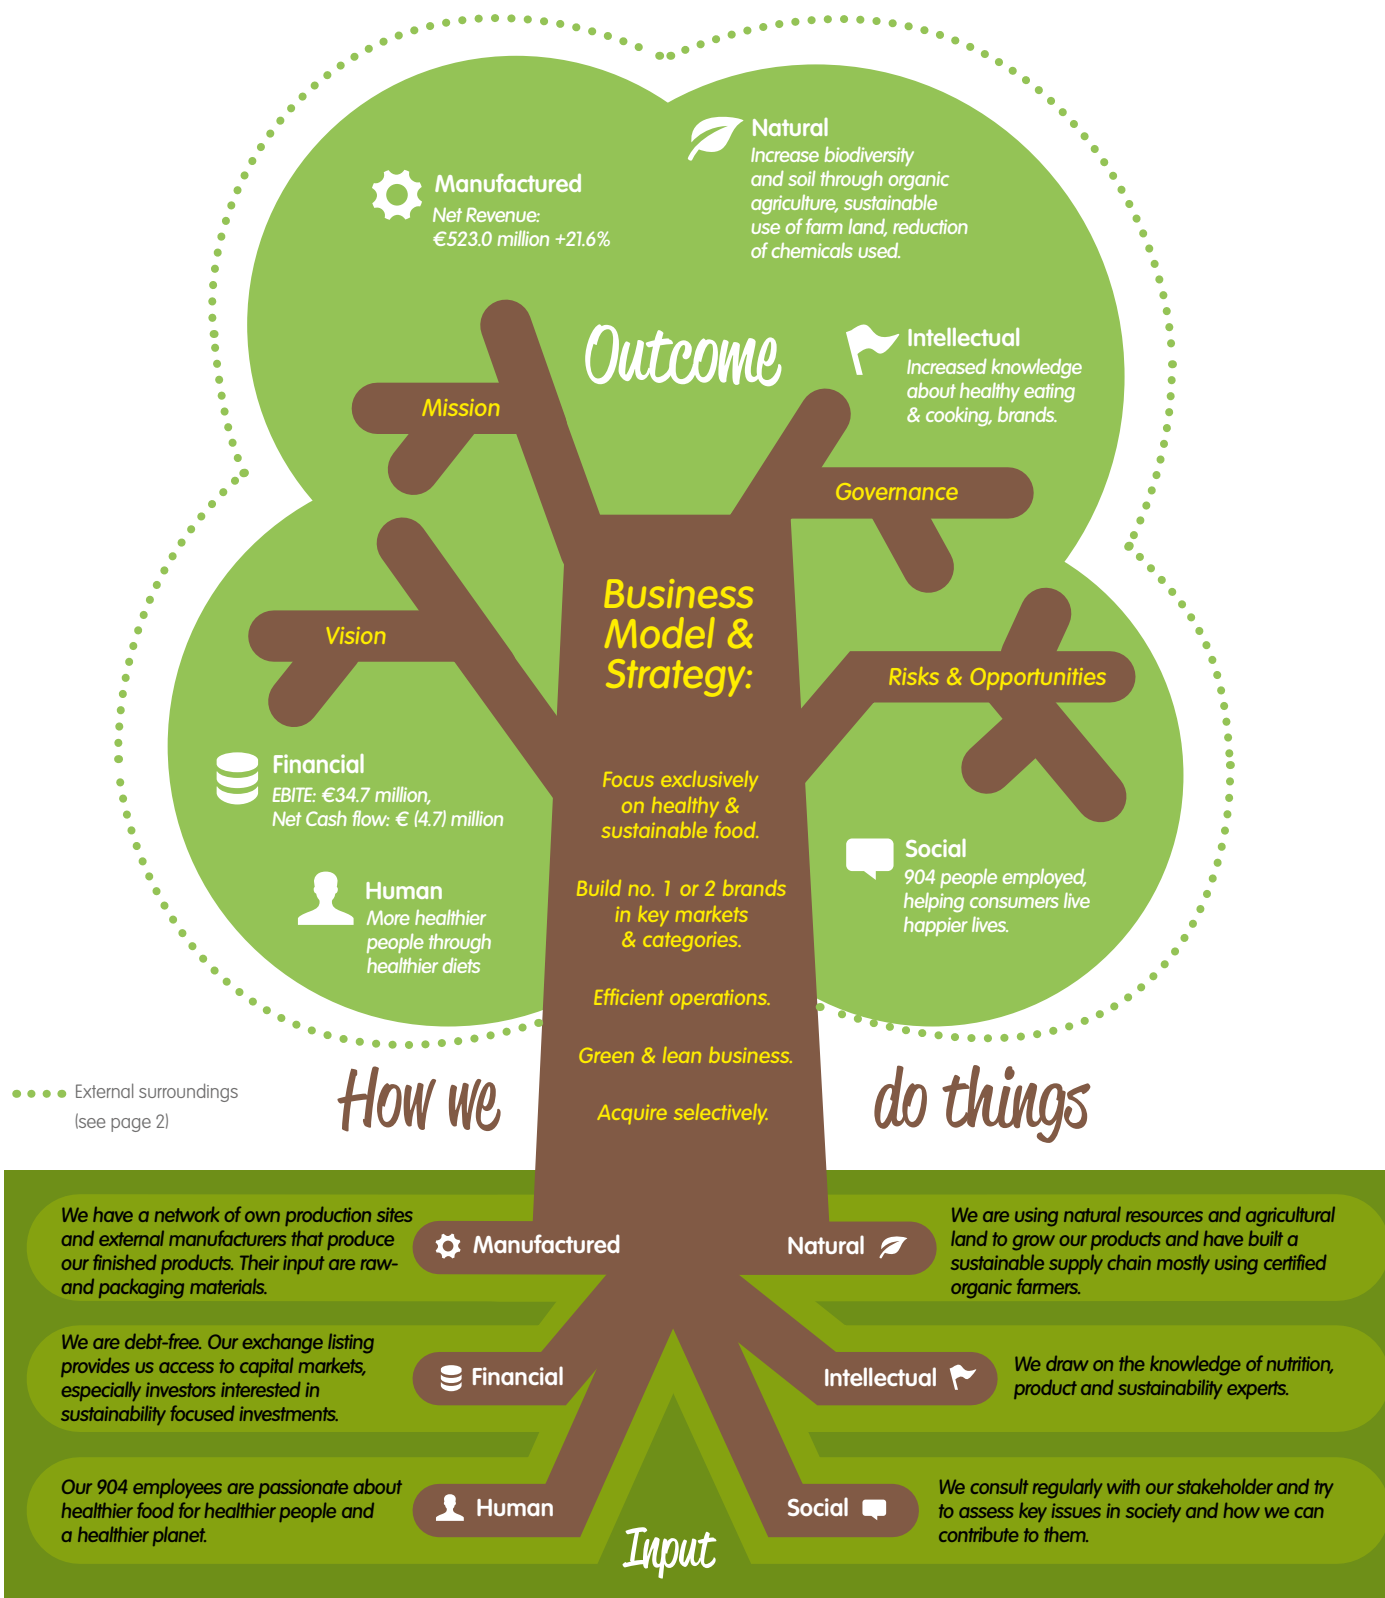 Natural
Increase biodiversity
and soil through organic
agriculture, sustainable
use of farm land, reduction
of chemicals used.
Manufactured
Net Revenue:
€523.0 million +21.6%
Outcome
Intellectual
Increased knowledge
about healthy eating
& cooking, brands.
Mission
Governance
Vision
Risks & Opportunities
Business
Model &
Strategy:
Focus exclusively
on healthy &
sustainable food.
Build no. 1 or 2 brands
in key markets
& categories.
Efficient operations.
Green & lean business.
Acquire selectively.
Financial
EBITE: €34.7 million,
Net Cash flow: € (4.7) million
Human
More healthier
people through
healthier diets
Social
904 people employed,
helping consumers live
happier lives.
External surroundings
(see page 2)
How we
do things
We have a network of own production sites
and external manufacturers that produce
our finished products. Their input are raw-
and packaging materials.
Manufactured
Natural
We are using natural resources and agricultural
land to grow our products and have built a
sustainable supply chain mostly using certified
organic farmers.
We are debt-free. Our exchange listing
provides us access to capital markets,
especially investors interested in
sustainability focused investments.
Financial
Intellectual
We draw on the knowledge of nutrition,
product and sustainability experts.
Our 904 employees are passionate about
healthier food for healthier people and
a healthier planet.
Human
Social
We consult regularly with our stakeholder and try
to assess key issues in society and how we can
contribute to them.
Input